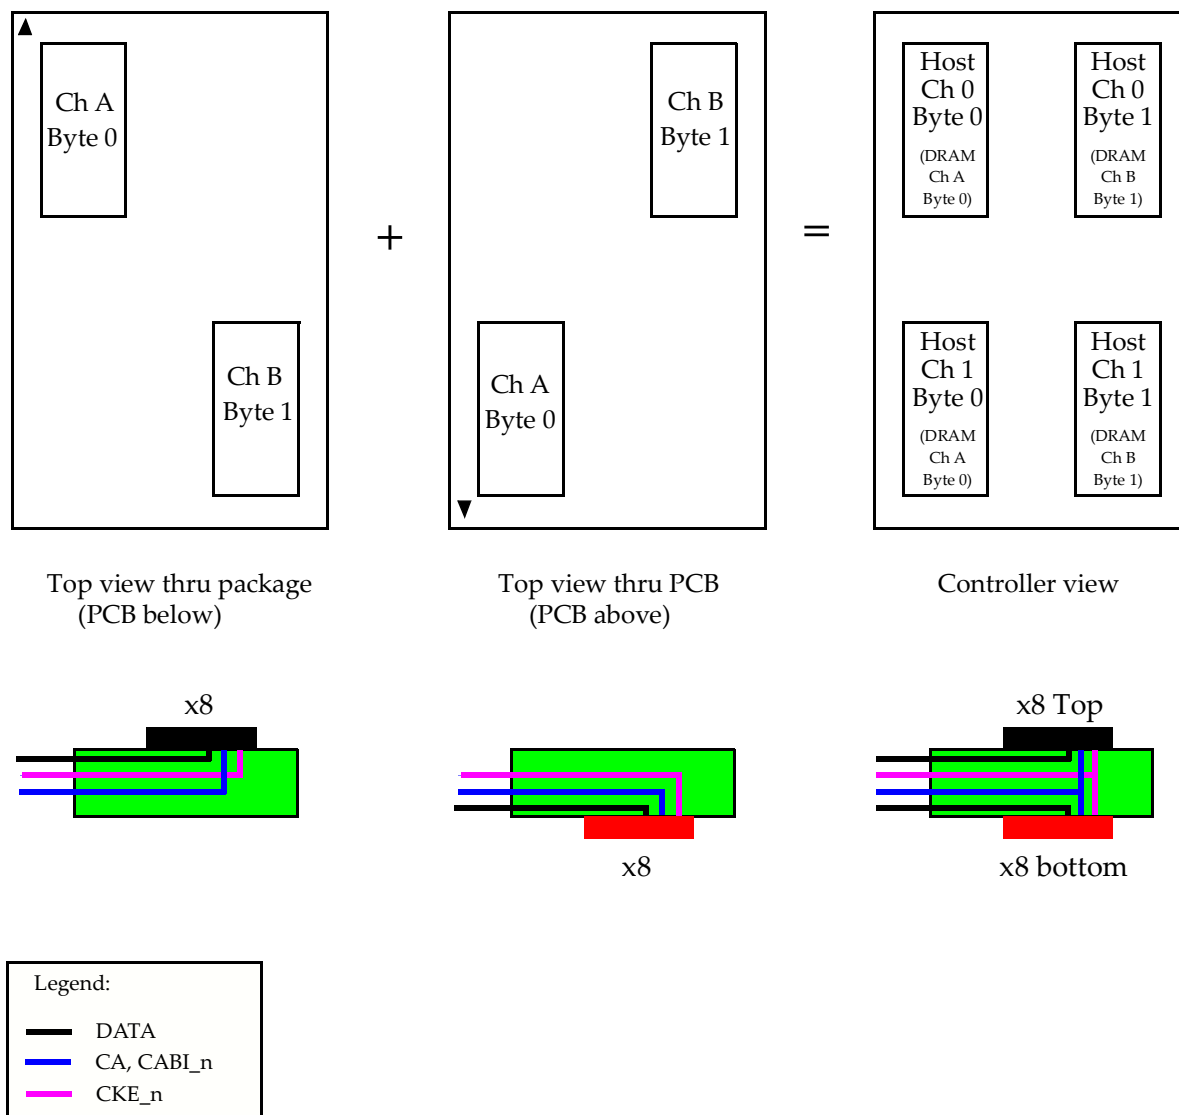 Ch A
Byte 0
Ch B
Byte 1
+
Ch B
Byte 1
Ch A
Byte 0
=
Host
Ch 0
Byte 0
(DRAM
Ch A
Byte 0)
Host
Ch 0
Byte 1
(DRAM
Ch B
Byte 1)
Host
Ch 1
Byte 0
(DRAM
Ch A
Byte 0)
Host
Ch 1
Byte 1
(DRAM
Ch B
Byte 1)
Top view thru package
(PCB below)
Top view thru PCB
(PCB above)
Controller view
x8
x8
x8 Top
x8 bottom
Legend:
DATA
CA, CABI_n
CKE_n